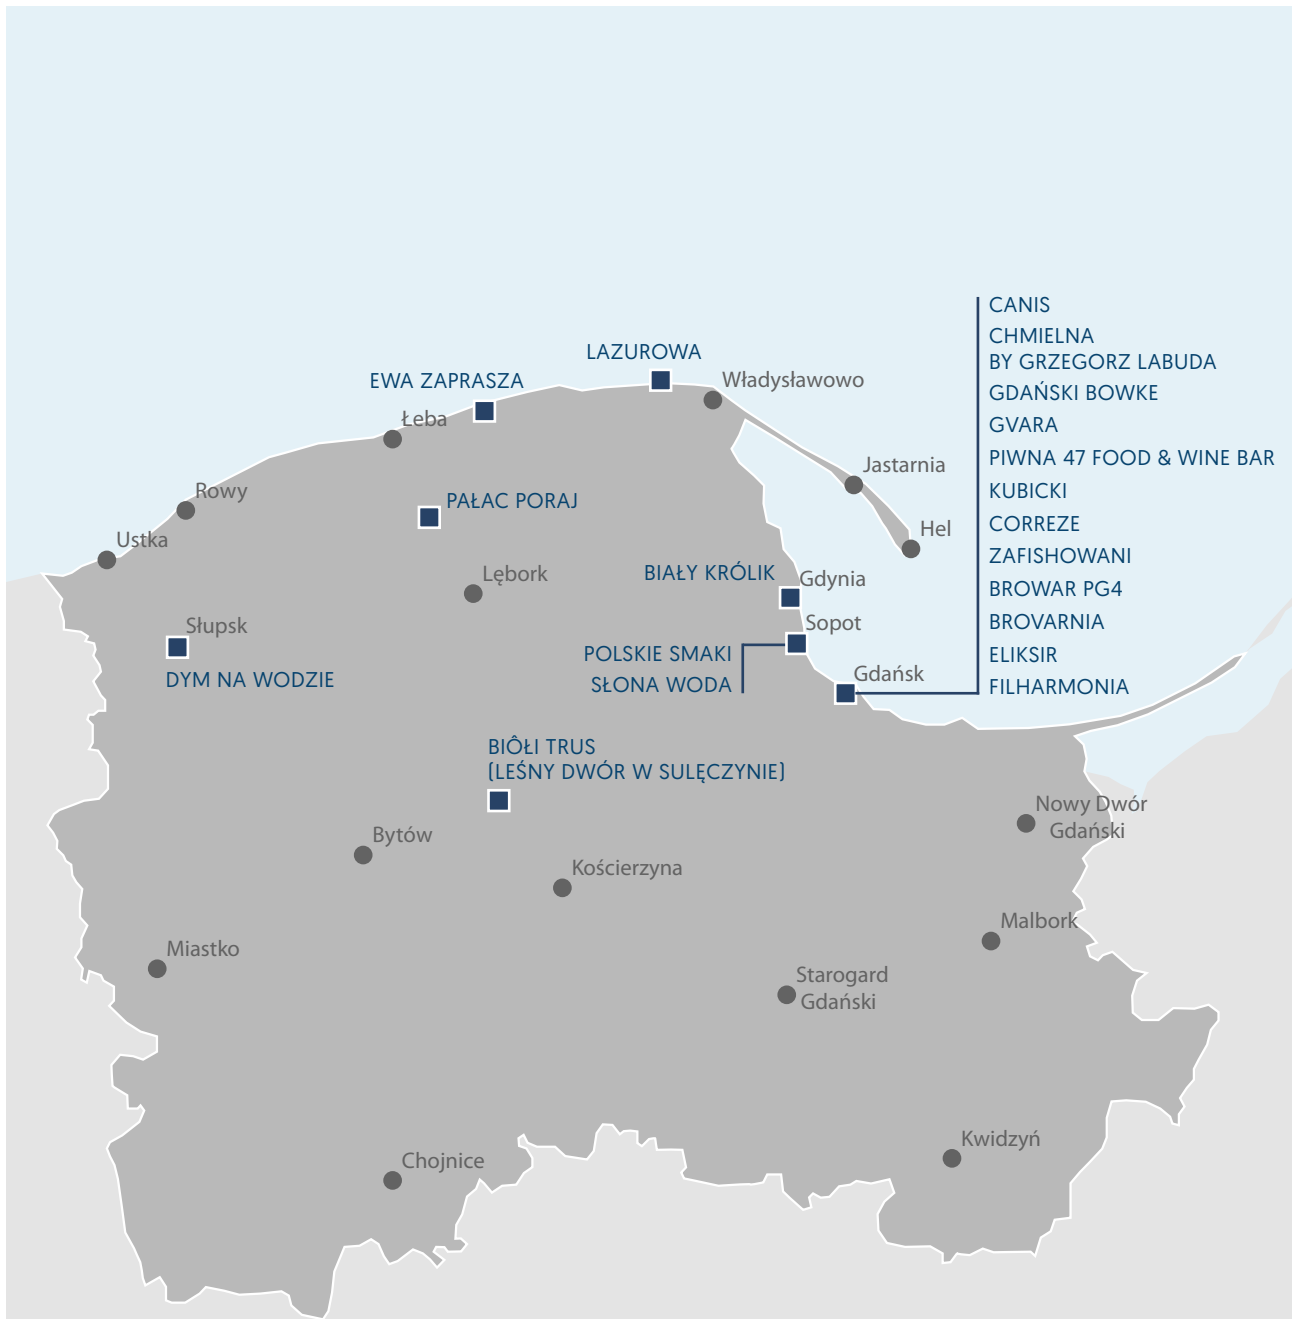 CANIS
CHMIELNA
BY GRZEGORZ LABUDA
GDAŃSKI BOWKE
GVARA
PIWNA 47 FOOD & WINE BAR
KUBICKI
CORREZE
ZAFISHOWANI
BROWAR PG4
BROVARNIA
ELIKSIR
FILHARMONIA
LAZUROWA
EWA ZAPRASZA
Władysławowo
Łeba
Jastarnia
Rowy
PAŁAC PORAJ
Hel
Ustka
Lębork
BIAŁY KRÓLIK
Gdynia
Słupsk
Sopot
DYM NA WODZIE
POLSKIE SMAKI
SŁONA WODA
Gdańsk
BIÔŁI TRUS
(LEŚNY DWÓR W SULĘCZYNIE)
Nowy Dwór
Gdański
Bytów
Kościerzyna
Malbork
Miastko
Starogard
Gdański
Kwidzyń
Chojnice